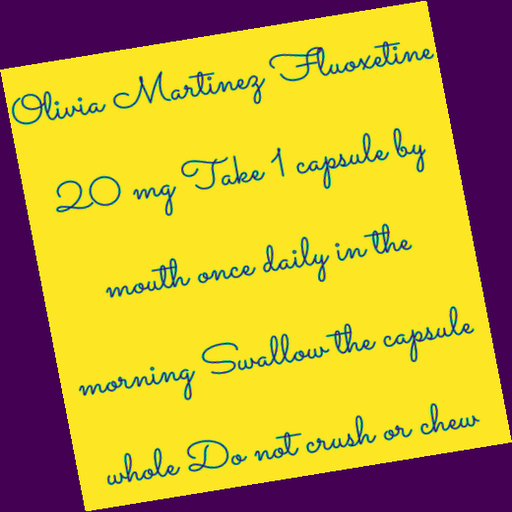 Olivia Martinez Fluoxetine
20 mg Take 1 capsule by
mouth once daily in the
morning Swallow the capsule
whole Do not crush or chew